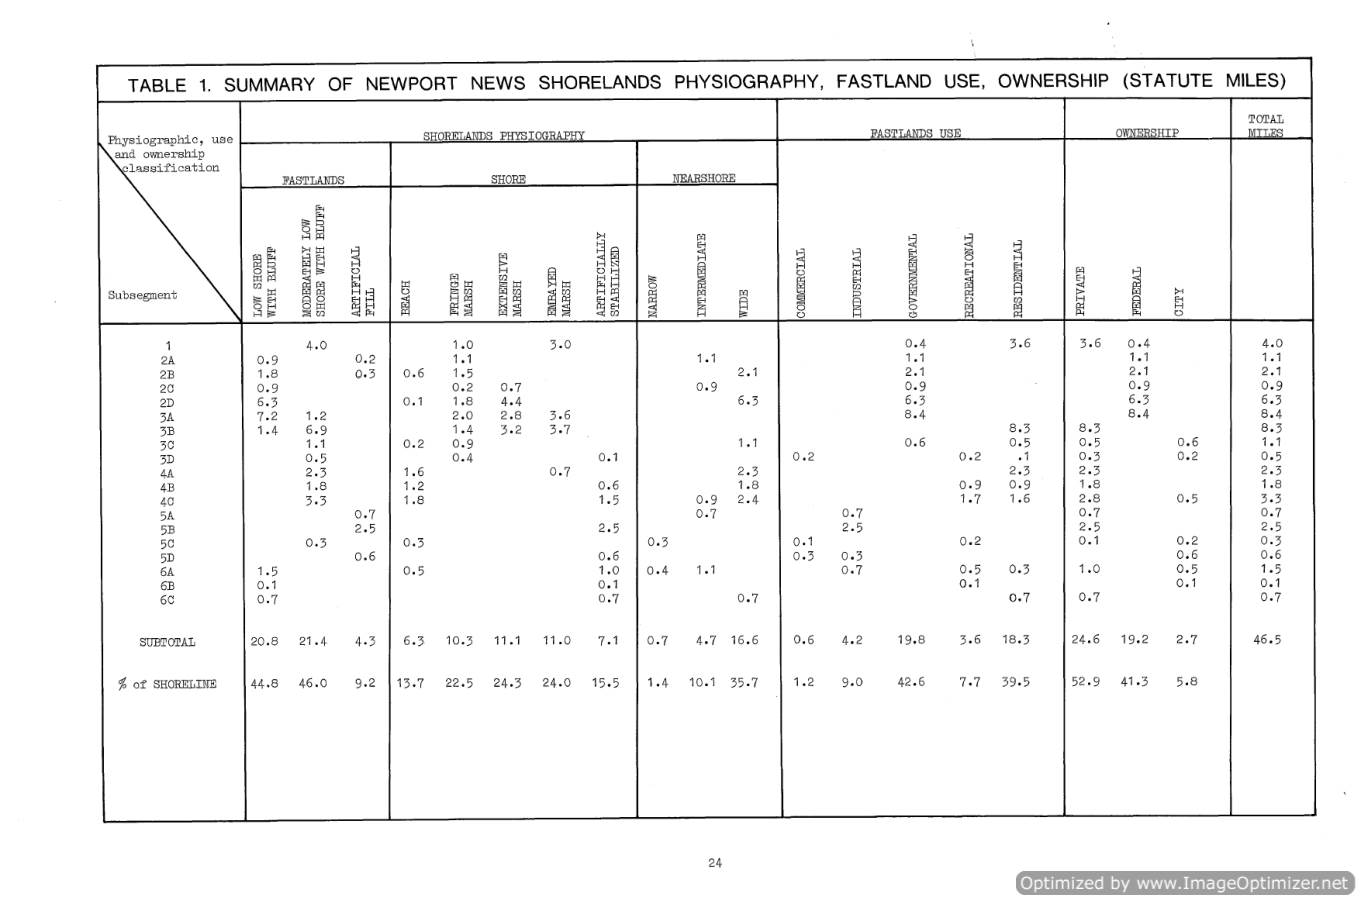 TABLE 1. SUMMARY OF NEWPORT NEWS SHORELANDS PHYSIOGRAPHY, FASTLAND USE, OWNERSHIP (STATUTE MILES)
Physiographic, use and ownership classification
Subsegment
SHORELANDS PHYSIOGRAPHY FASTLANDS USE OWNERSHIP TOTAL MILES
FASTLANDS SHORE NEARSHORE
LOW SHORE WITH BLUFF MODERATELY LOW SHORE WITH BLUFF ARTIFICIAL FILL BEACH FRINGE MARSH EXTENSIVE MARSH EMBAYED MARSH ARTIFICIALLY STABILIZED NARROW INTERMEDIATE WIDE COMMERCIAL INDUSTRIAL GOVERNMENTAL RECREATIONAL RESIDENTIAL PRIVATE FEDERAL CITY
1 4.0 1.0 3.0 0.4 3.6 3.6 0.4 4.0
2A 0.9 0.2 1.1 1.1 1.1 1.1 1.1
2B 1.8 0.3 0.6 1.5 2.1 2.1 2.1 2.1
2C 0.9 0.2 0.7 0.9 0.9 0.9 0.9
2D 6.3 0.1 1.8 4.4 6.3 6.3 6.3 6.3
3A 7.2 1.2 2.0 2.8 3.6 8.4 8.4 8.4
3B 1.4 6.9 1.4 3.2 3.7 8.3 8.3 8.3
3C 1.1 0.2 0.9 1.1 0.6 0.5 0.5 0.6 1.1
3D 0.5 0.4 0.1 0.2 0.2 .1 0.3 0.2 0.5
4A 2.3 1.6 0.7 2.3 2.3 2.3 2.3
4B 1.8 1.2 0.6 1.8 0.9 0.9 1.8 1.8
4C 3.3 1.8 1.5 0.9 2.4 1.7 1.6 2.8 0.5 3.3
5A 0.7 0.7 0.7 0.7 0.7
5B 2.5 2.5 2.5 2.5 2.5
5C 0.3 0.3 0.3 0.1 0.2 0.1 0.2 0.3
5D 0.6 0.6 0.3 0.3 0.6 0.6
6A 1.5 0.5 1.0 0.4 1.1 0.7 0.5 0.3 1.0 0.5 1.5
6B 0.1 0.1 0.1 0.1 0.1
6C 0.7 0.7 0.7 0.7 0.7 0.7
SUBTOTAL 20.8 21.4 4.3 6.3 10.3 11.1 11.0 7.1 0.7 4.7 16.6 0.6 4.2 19.8 3.6 18.3 24.6 19.2 2.7 46.5
% of SHORELINE 44.8 46.0 9.2 13.7 22.5 24.3 24.0 15.5 1.4 10.1 35.7 1.2 9.0 42.6 7.7 39.5 52.9 41.3 5.8
24
Optimized by www.ImageOptimizer.net